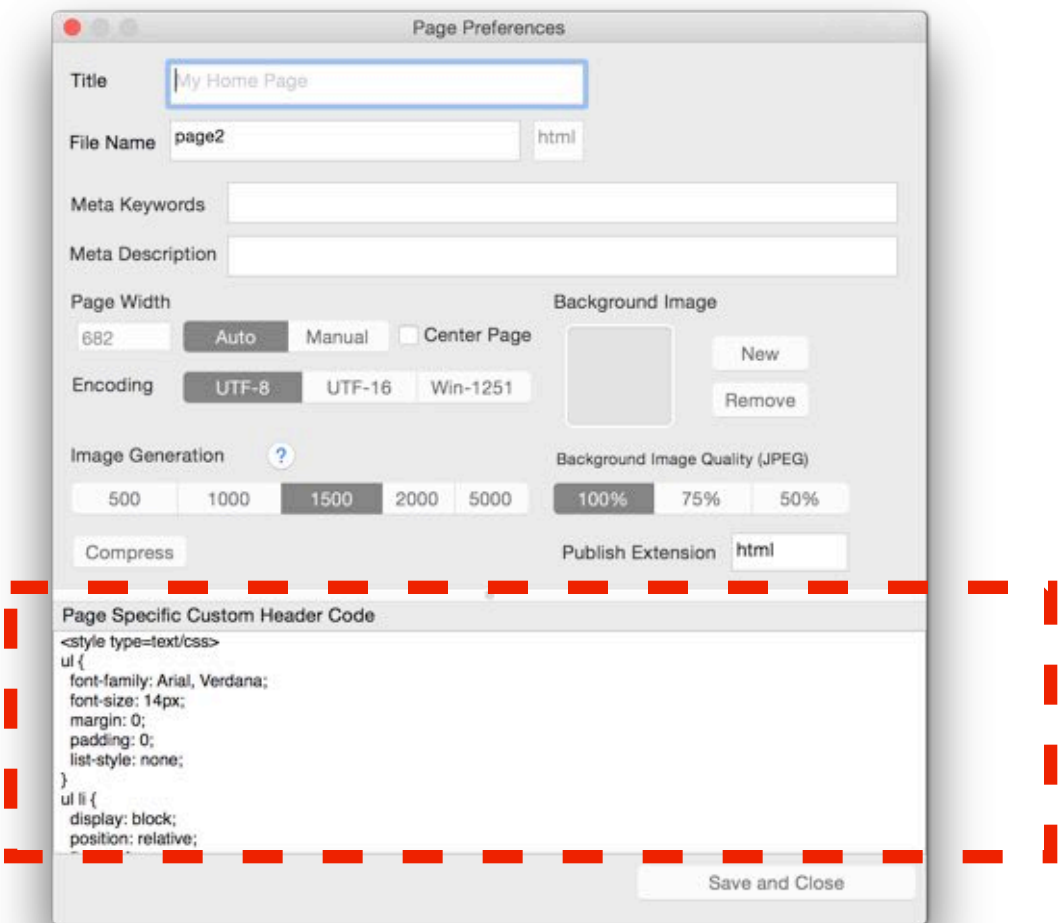 Page Preferences
Title My Home Page
File Name page2 html
Meta Keywords
Meta Description
Page Width Background Image
682 Auto Manual Center Page
New
Encoding UTF-8 UTF-16 Win-1251
Remove
Image Generation ? Background Image Quality (JPEG)
500 1000 1500 2000 5000 100% 75% 50%
Compress Publish Extension html
Page Specific Custom Header Code
<style type=text/css>
ul {
font-family: Arial, Verdana;
font-size: 14px;
margin: 0;
padding: 0;
list-style: none;
}
ul li {
display: block;
position: relative;
Save and Close